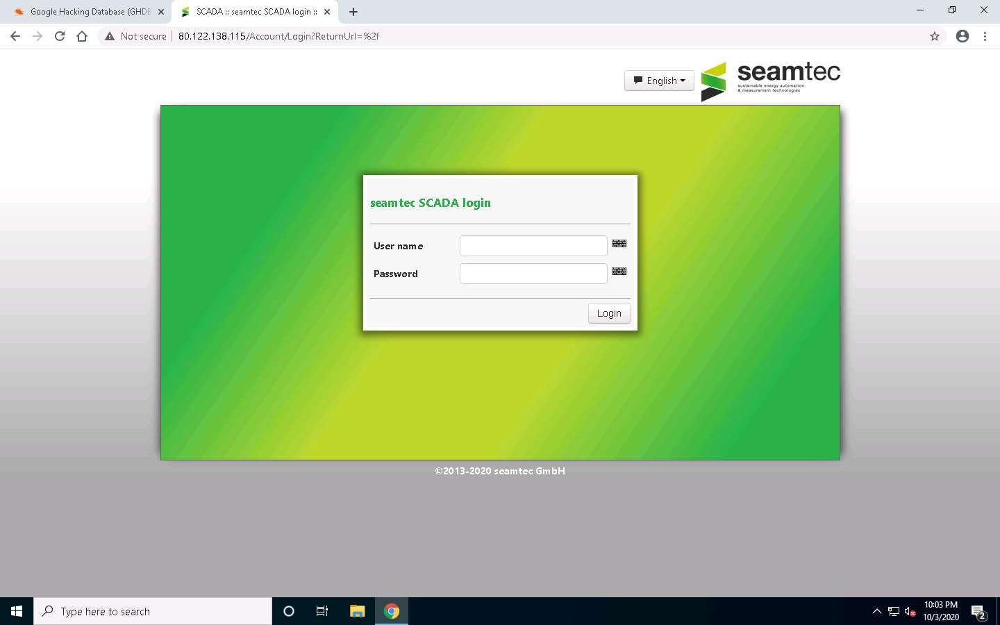 Google Hacking Database (GHDB
SCADA :: seamtec SCADA login ::
Not secure
80.122.138.115/Account/Login?ReturnUrl=%2f
English
seamtec
sustainable energy automation
& measurement technologies
seamtec SCADA login
User name
Password
Login
©2013-2020 seamtec GmbH
Type here to search
10:03 PM
10/3/2020
2